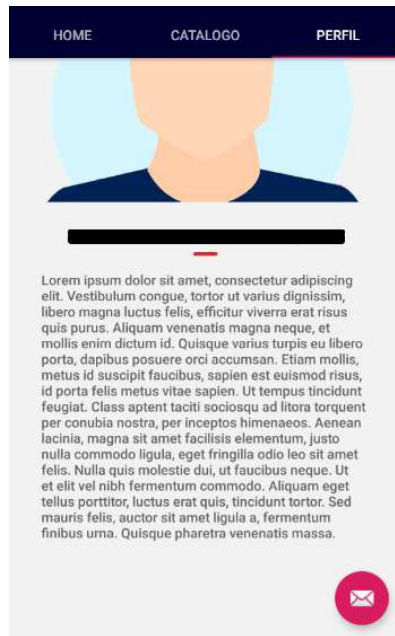 HOME CATALOGO PERFIL
Lorem ipsum dolor sit amet, consectetur adipiscing
elit. Vestibulum congue, tortor ut varius dignissim,
libero magna luctus felis, efficitur viverra erat risus
quis purus. Aliquam venenatis magna neque, et
mollis enim dictum id. Quisque varius turpis eu libero
porta, dapibus posuere orci accumsan. Etiam mollis,
metus id suscipit faucibus, sapien est euismod risus,
id porta felis metus vitae sapien. Ut tempus tincidunt
feugiat. Class aptent taciti sociosqu ad litora torquent
per conubia nostra, per inceptos himenaeos. Aenean
lacinia, magna sit amet facilisis elementum, justo
nulla commodo ligula, eget fringilla odio leo sit amet
felis. Nulla quis molestie dui, ut faucibus neque. Ut
et elit vel nibh fermentum commodo. Aliquam eget
tellus porttitor, luctus erat quis, tincidunt tortor. Sed
mauris felis, auctor sit amet ligula a, fermentum
finibus urna. Quisque pharetra venenatis massa.